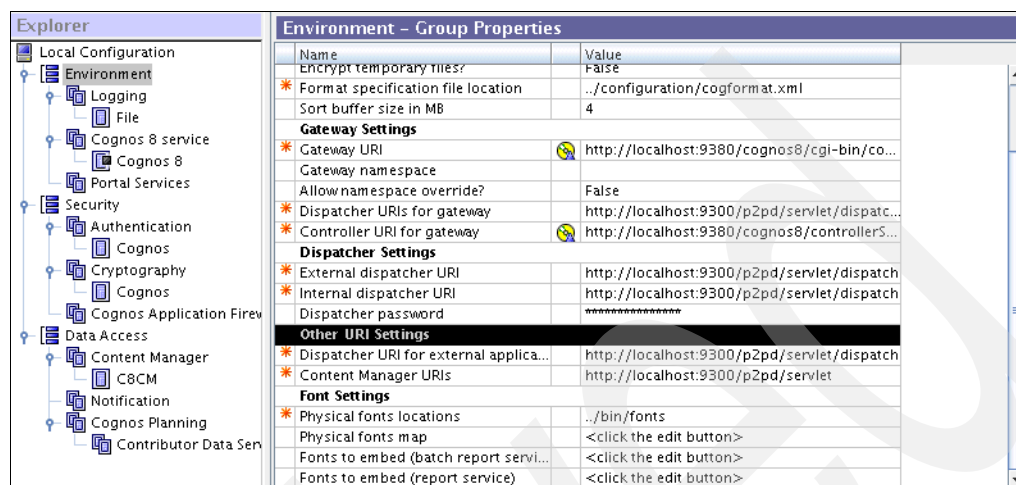 Explorer
Local Configuration
Environment
Logging
File
Cognos 8 service
Cognos 8
Portal Services
Security
Authentication
Cognos
Cryptography
Cognos
Cognos Application Firew
Data Access
Content Manager
C8CM
Notification
Cognos Planning
Contributor Data Serv
Environment – Group Properties
Name Value
Encrypt temporary files? False
* Format specification file location ../configuration/cogformat.xml
Sort buffer size in MB 4
Gateway Settings
* Gateway URI http://localhost:9380/cognos8/cgi-bin/co...
Gateway namespace
Allow namespace override? False
* Dispatcher URIs for gateway http://localhost:9300/p2pd/servlet/dispatc...
* Controller URI for gateway http://localhost:9380/cognos8/controllerS...
Dispatcher Settings
* External dispatcher URI http://localhost:9300/p2pd/servlet/dispatch
* Internal dispatcher URI http://localhost:9300/p2pd/servlet/dispatch
Dispatcher password ***************
Other URI Settings
* Dispatcher URI for external applica... http://localhost:9300/p2pd/servlet/dispatch
* Content Manager URIs http://localhost:9300/p2pd/servlet
Font Settings
* Physical fonts locations ../bin/fonts
Physical fonts map <click the edit button>
Fonts to embed (batch report servi... <click the edit button>
Fonts to embed (report service) <click the edit button>